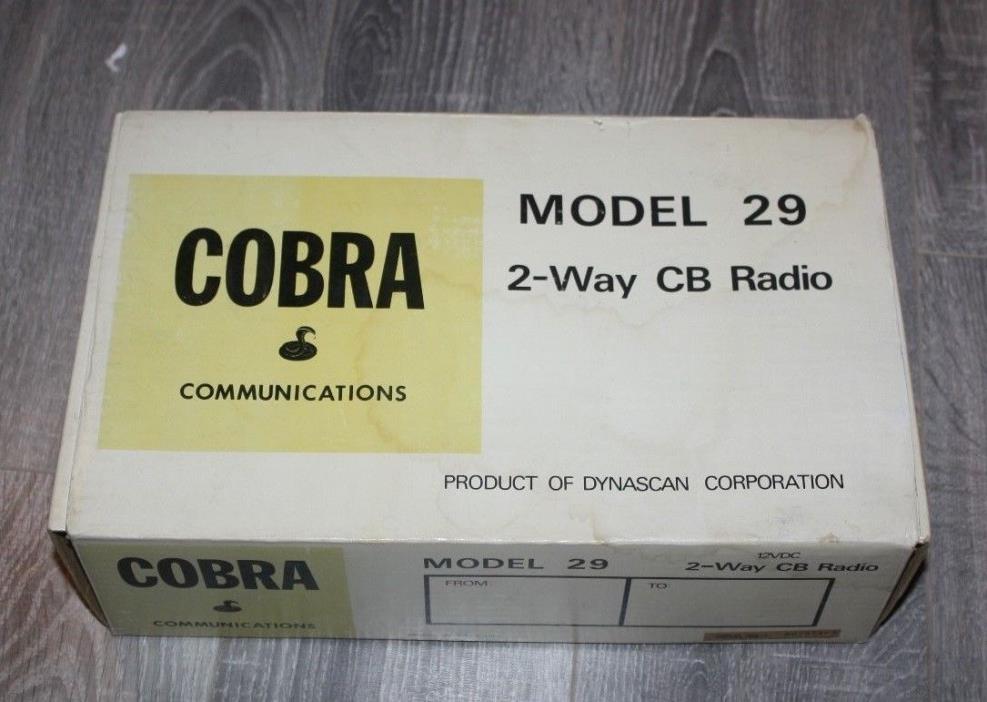 COBRA
COMMUNICATIONS
MODEL 29
2-Way CB Radio
PRODUCT OF DYNASCAN CORPORATION
COBRA
COMMUNICATIONS
MODEL 29
12VDC
2-Way CB Radio
FROM:
TO: